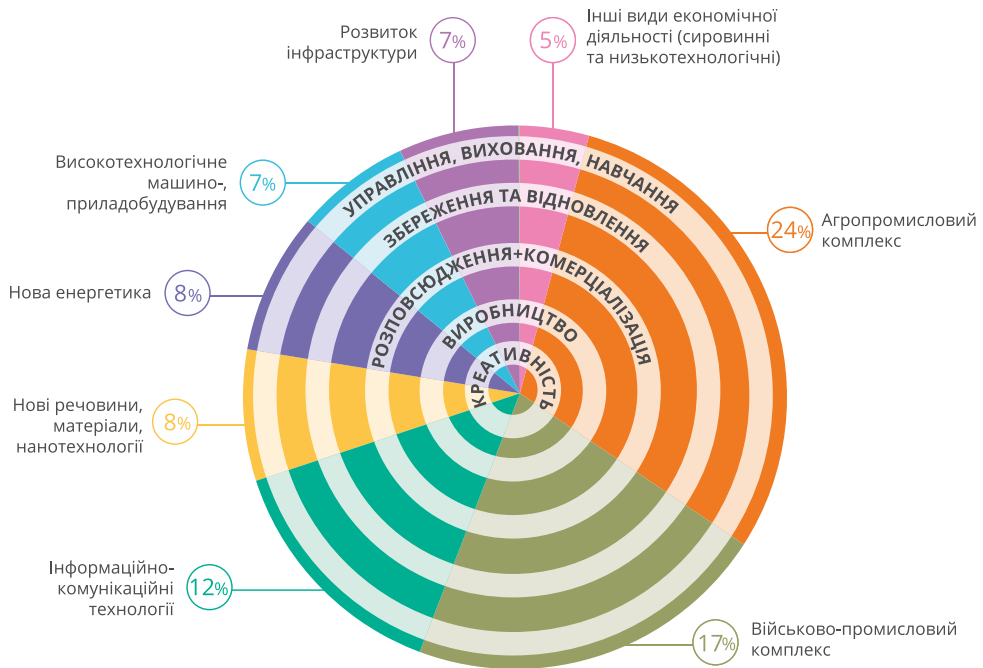 Розвиток
інфраструктури
7%
5%
Інші види економічної
діяльності (сировинні
та низькотехнологічні)
Високотехнологічне
машино-,
приладобудування
7%
24%
Агропромисловий
комплекс
Нова енергетика
8%
Нові речовини,
матеріали,
нанотехнології
8%
Інформаційно-
комунікаційні
технології
12%
17%
Військово-промисловий
комплекс
УПРАВЛІННЯ, ВИХОВАННЯ, НАВЧАННЯ
ЗБЕРЕЖЕННЯ ТА ВІДНОВЛЕННЯ
РОЗПОВСЮДЖЕННЯ+КОМЕРЦІАЛІЗАЦІЯ
ВИРОБНИЦТВО
КРЕАТИВНІСТЬ